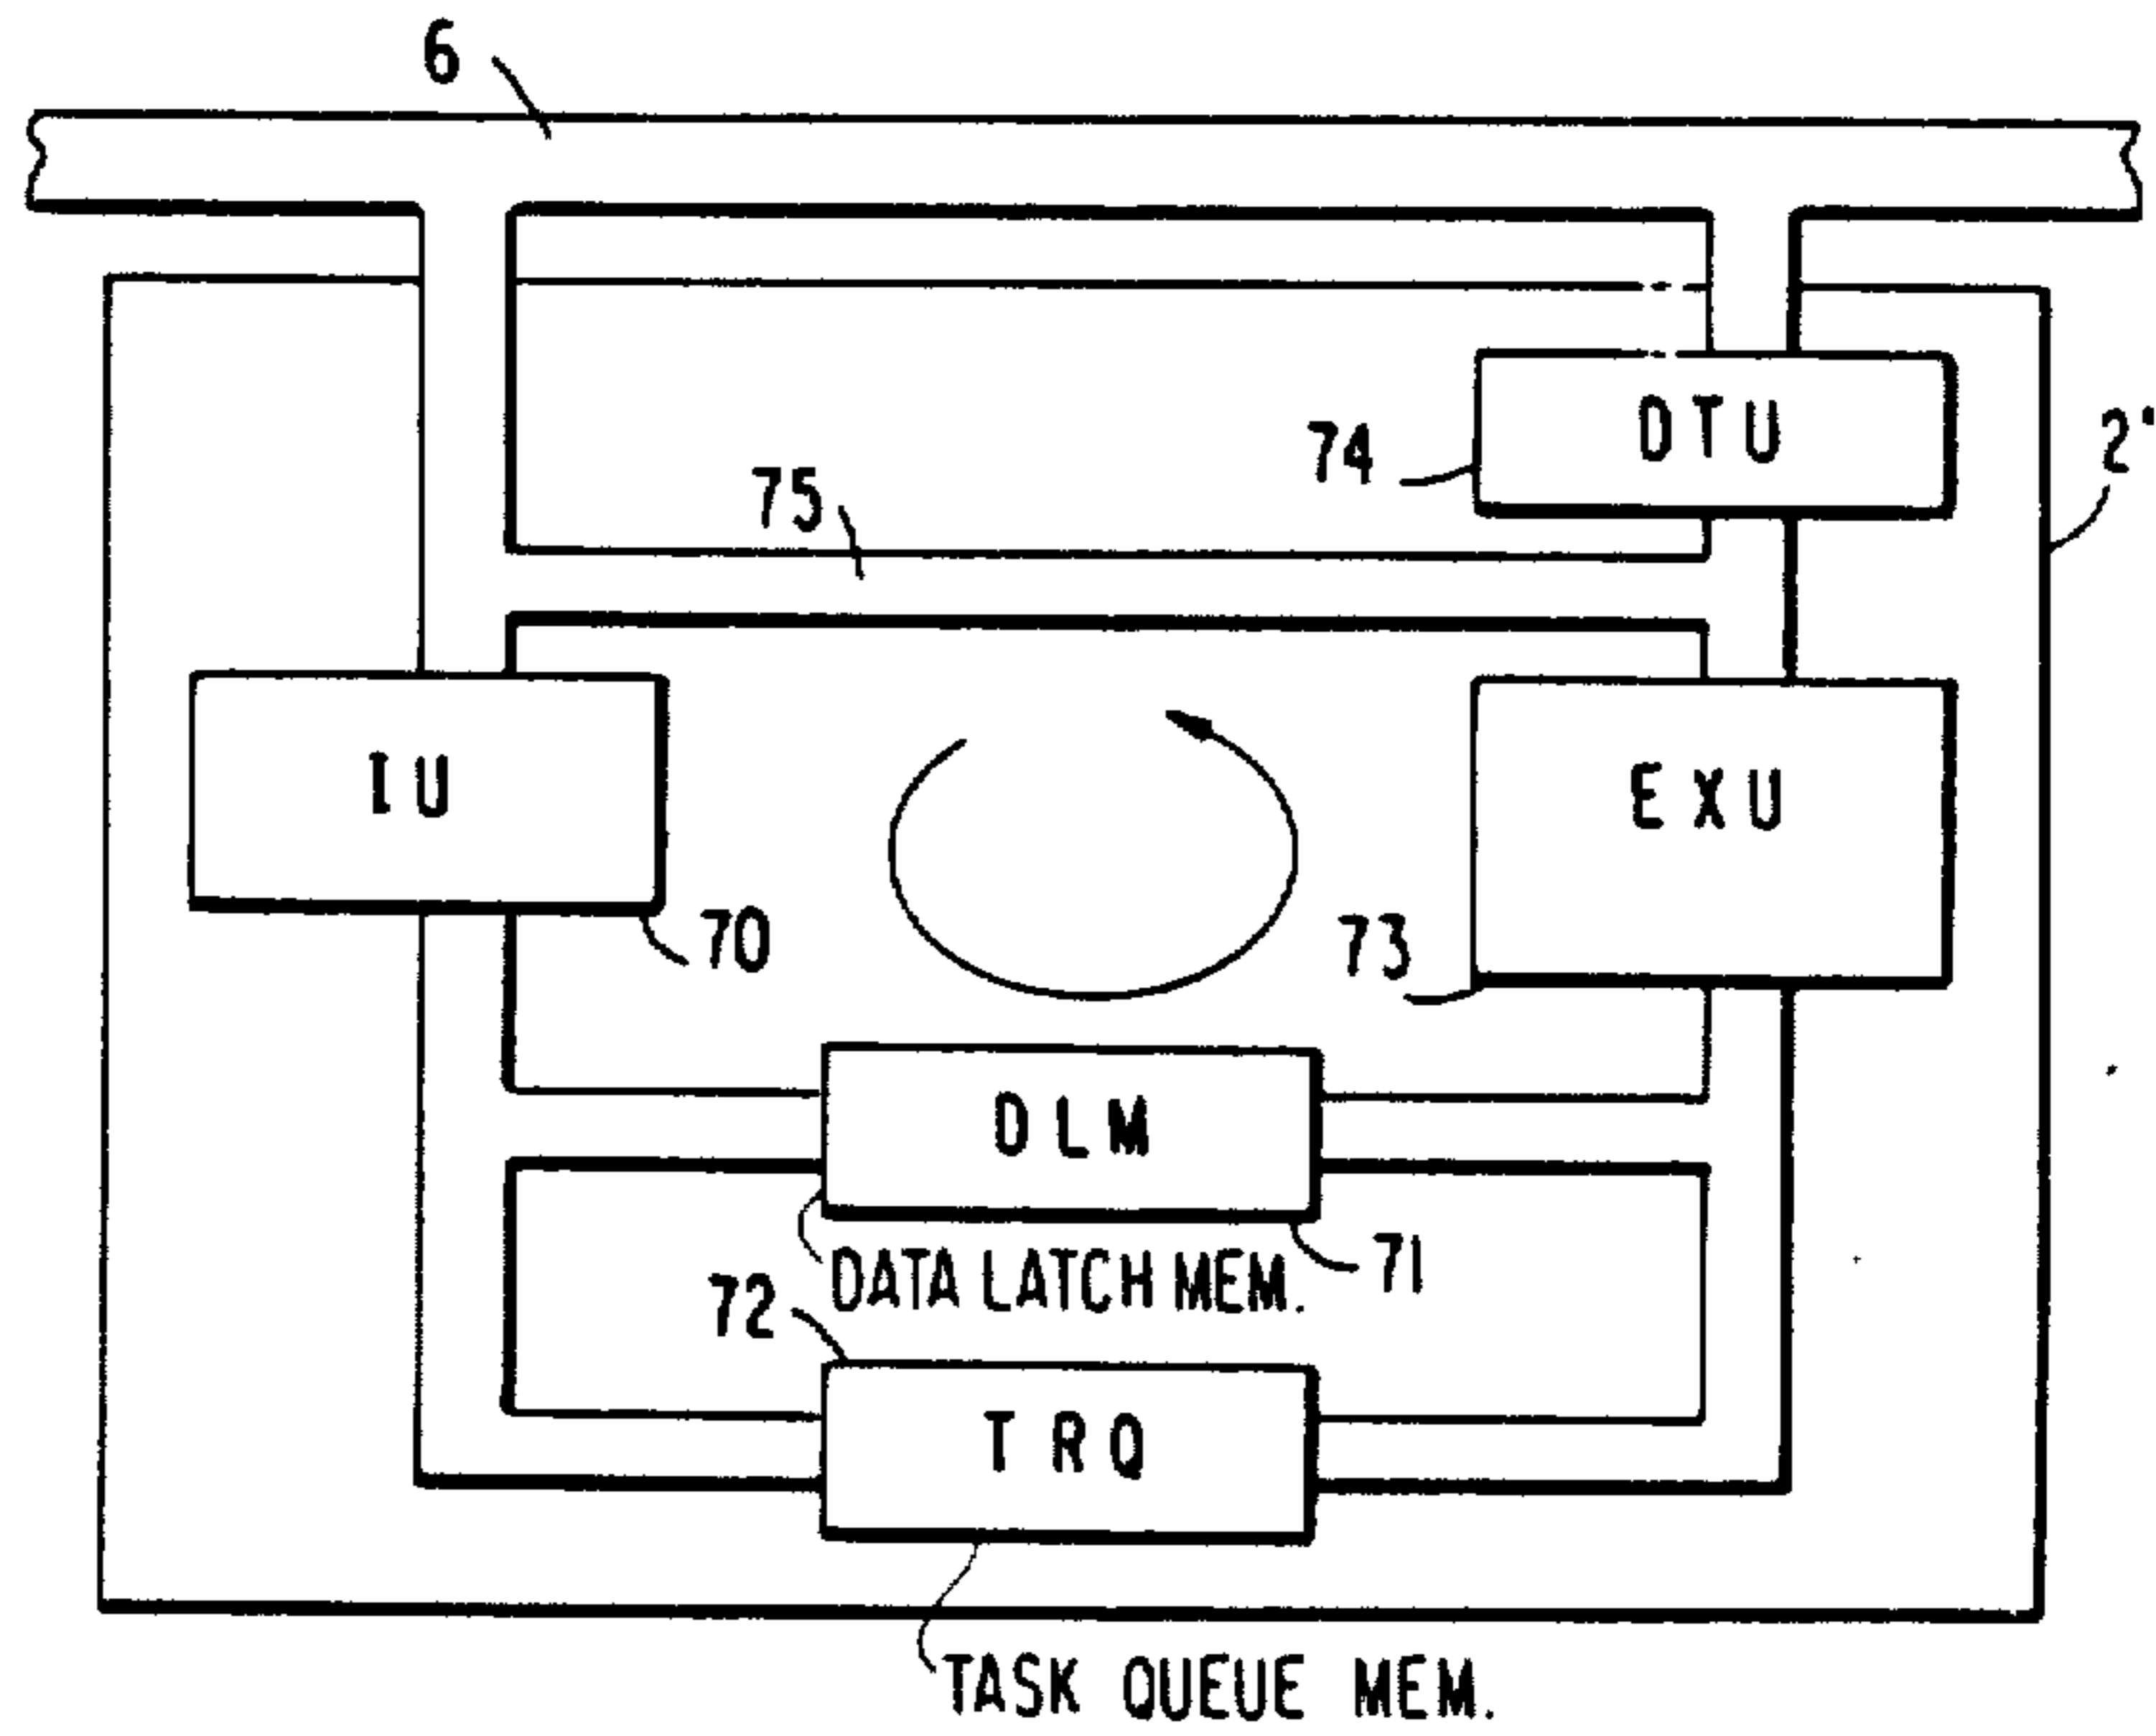 6
DTU
74
2'
75
IU
EXU
70
73
DLM
DATA LATCH MEM.
71
72
TRQ
TASK QUEUE MEM.